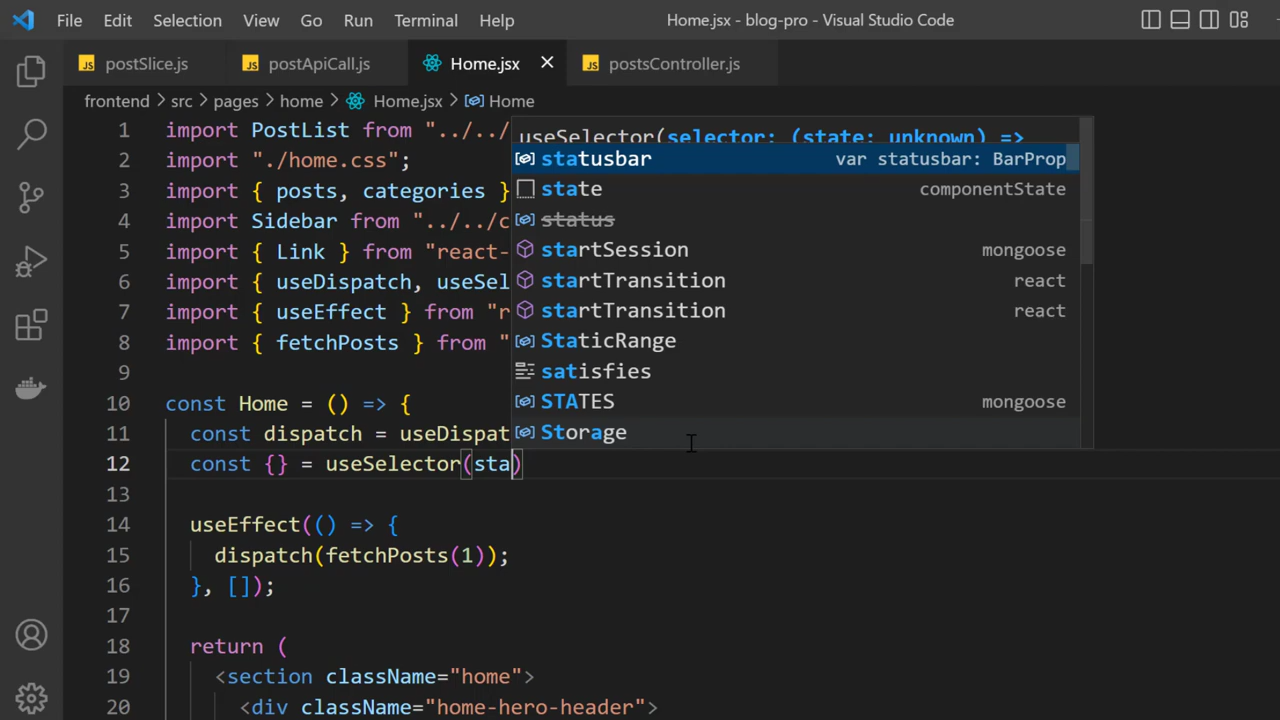 File Edit Selection View Go Run Terminal Help Home.jsx - blog-pro - Visual Studio Code
JS postSlice.js JS postApiCall.js Home.jsx JS postsController.js
frontend > src > pages > home > Home.jsx > Home
1 import PostList from "../../
2 import "./home.css";
3 import { posts, categories }
4 import Sidebar from "../../c
5 import { Link } from "react-
6 import { useDispatch, useSel
7 import { useEffect } from "r
8 import { fetchPosts } from "
9
10 const Home = () => {
11 const dispatch = useDispat
12 const {} = useSelector(sta)
13
14 useEffect(() => {
15 dispatch(fetchPosts(1));
16 }, []);
17
18 return (
19 <section className="home">
20 <div className="home-hero-header">
useSelector(selector: (state: unknown) =>
statusbar var statusbar: BarProp
state componentState
status
startSession mongoose
startTransition react
startTransition react
StaticRange
satisfies
STATES mongoose
Storage